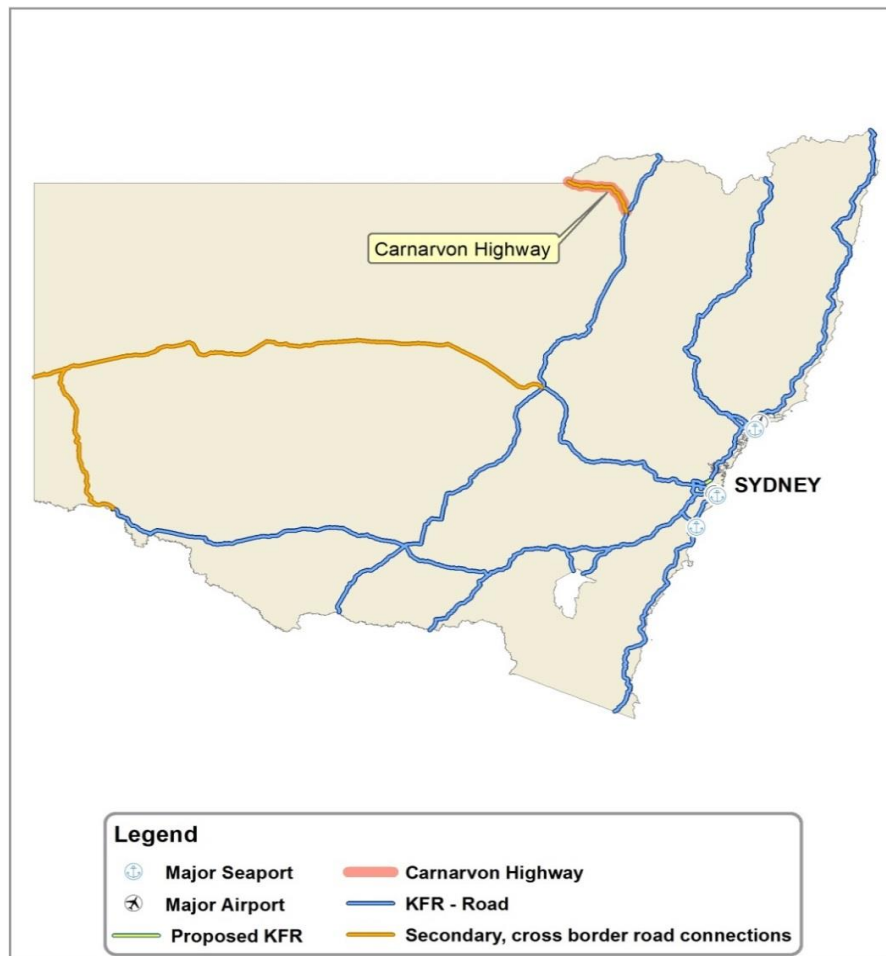 Carnarvon Highway
SYDNEY
Legend
Major Seaport
Carnarvon Highway
Major Airport
KFR - Road
Proposed KFR
Secondary, cross border road connections